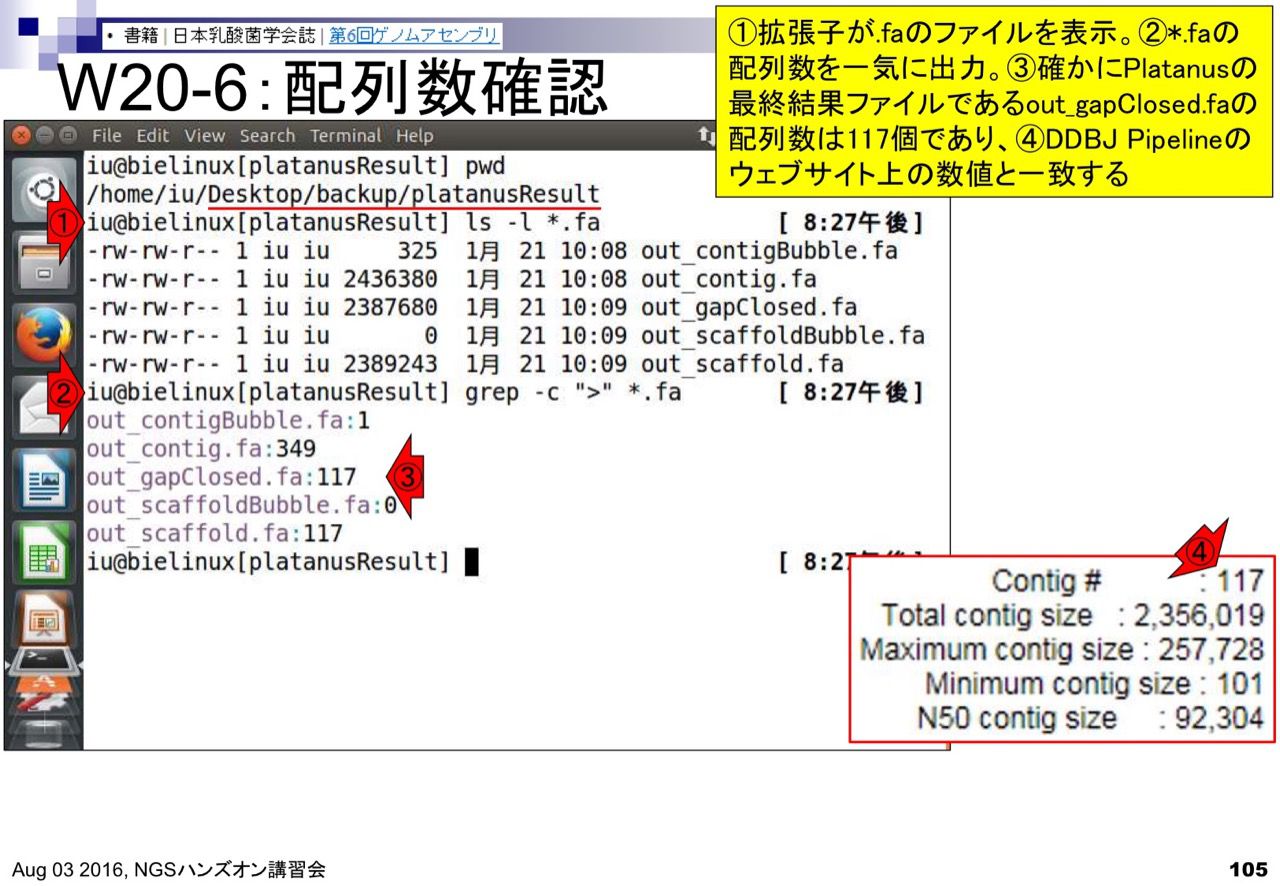 • 書籍 | 日本乳酸菌学会誌 | 第6回ゲノムアセンブリ
W20-6：配列数確認
①拡張子が.faのファイルを表示。②*.faの
配列数を一気に出力。③確かにPlatanusの
最終結果ファイルであるout_gapClosed.faの
配列数は117個であり、④DDBJ Pipelineの
ウェブサイト上の数値と一致する
File Edit View Search Terminal Help
iu@bielinux[platanusResult] pwd
/home/iu/Desktop/backup/platanusResult
① iu@bielinux[platanusResult] ls -l *.fa [ 8:27午後]
-rw-rw-r-- 1 iu iu 325 1月 21 10:08 out_contigBubble.fa
-rw-rw-r-- 1 iu iu 2436380 1月 21 10:08 out_contig.fa
-rw-rw-r-- 1 iu iu 2387680 1月 21 10:09 out_gapClosed.fa
-rw-rw-r-- 1 iu iu 0 1月 21 10:09 out_scaffoldBubble.fa
-rw-rw-r-- 1 iu iu 2389243 1月 21 10:09 out_scaffold.fa
② iu@bielinux[platanusResult] grep -c ">" *.fa [ 8:27午後]
out_contigBubble.fa:1
out_contig.fa:349
out_gapClosed.fa:117 ③
out_scaffoldBubble.fa:0
out_scaffold.fa:117
iu@bielinux[platanusResult] [ 8:27午後]
④
Contig # : 117
Total contig size : 2,356,019
Maximum contig size : 257,728
Minimum contig size : 101
N50 contig size : 92,304
Aug 03 2016, NGSハンズオン講習会
105